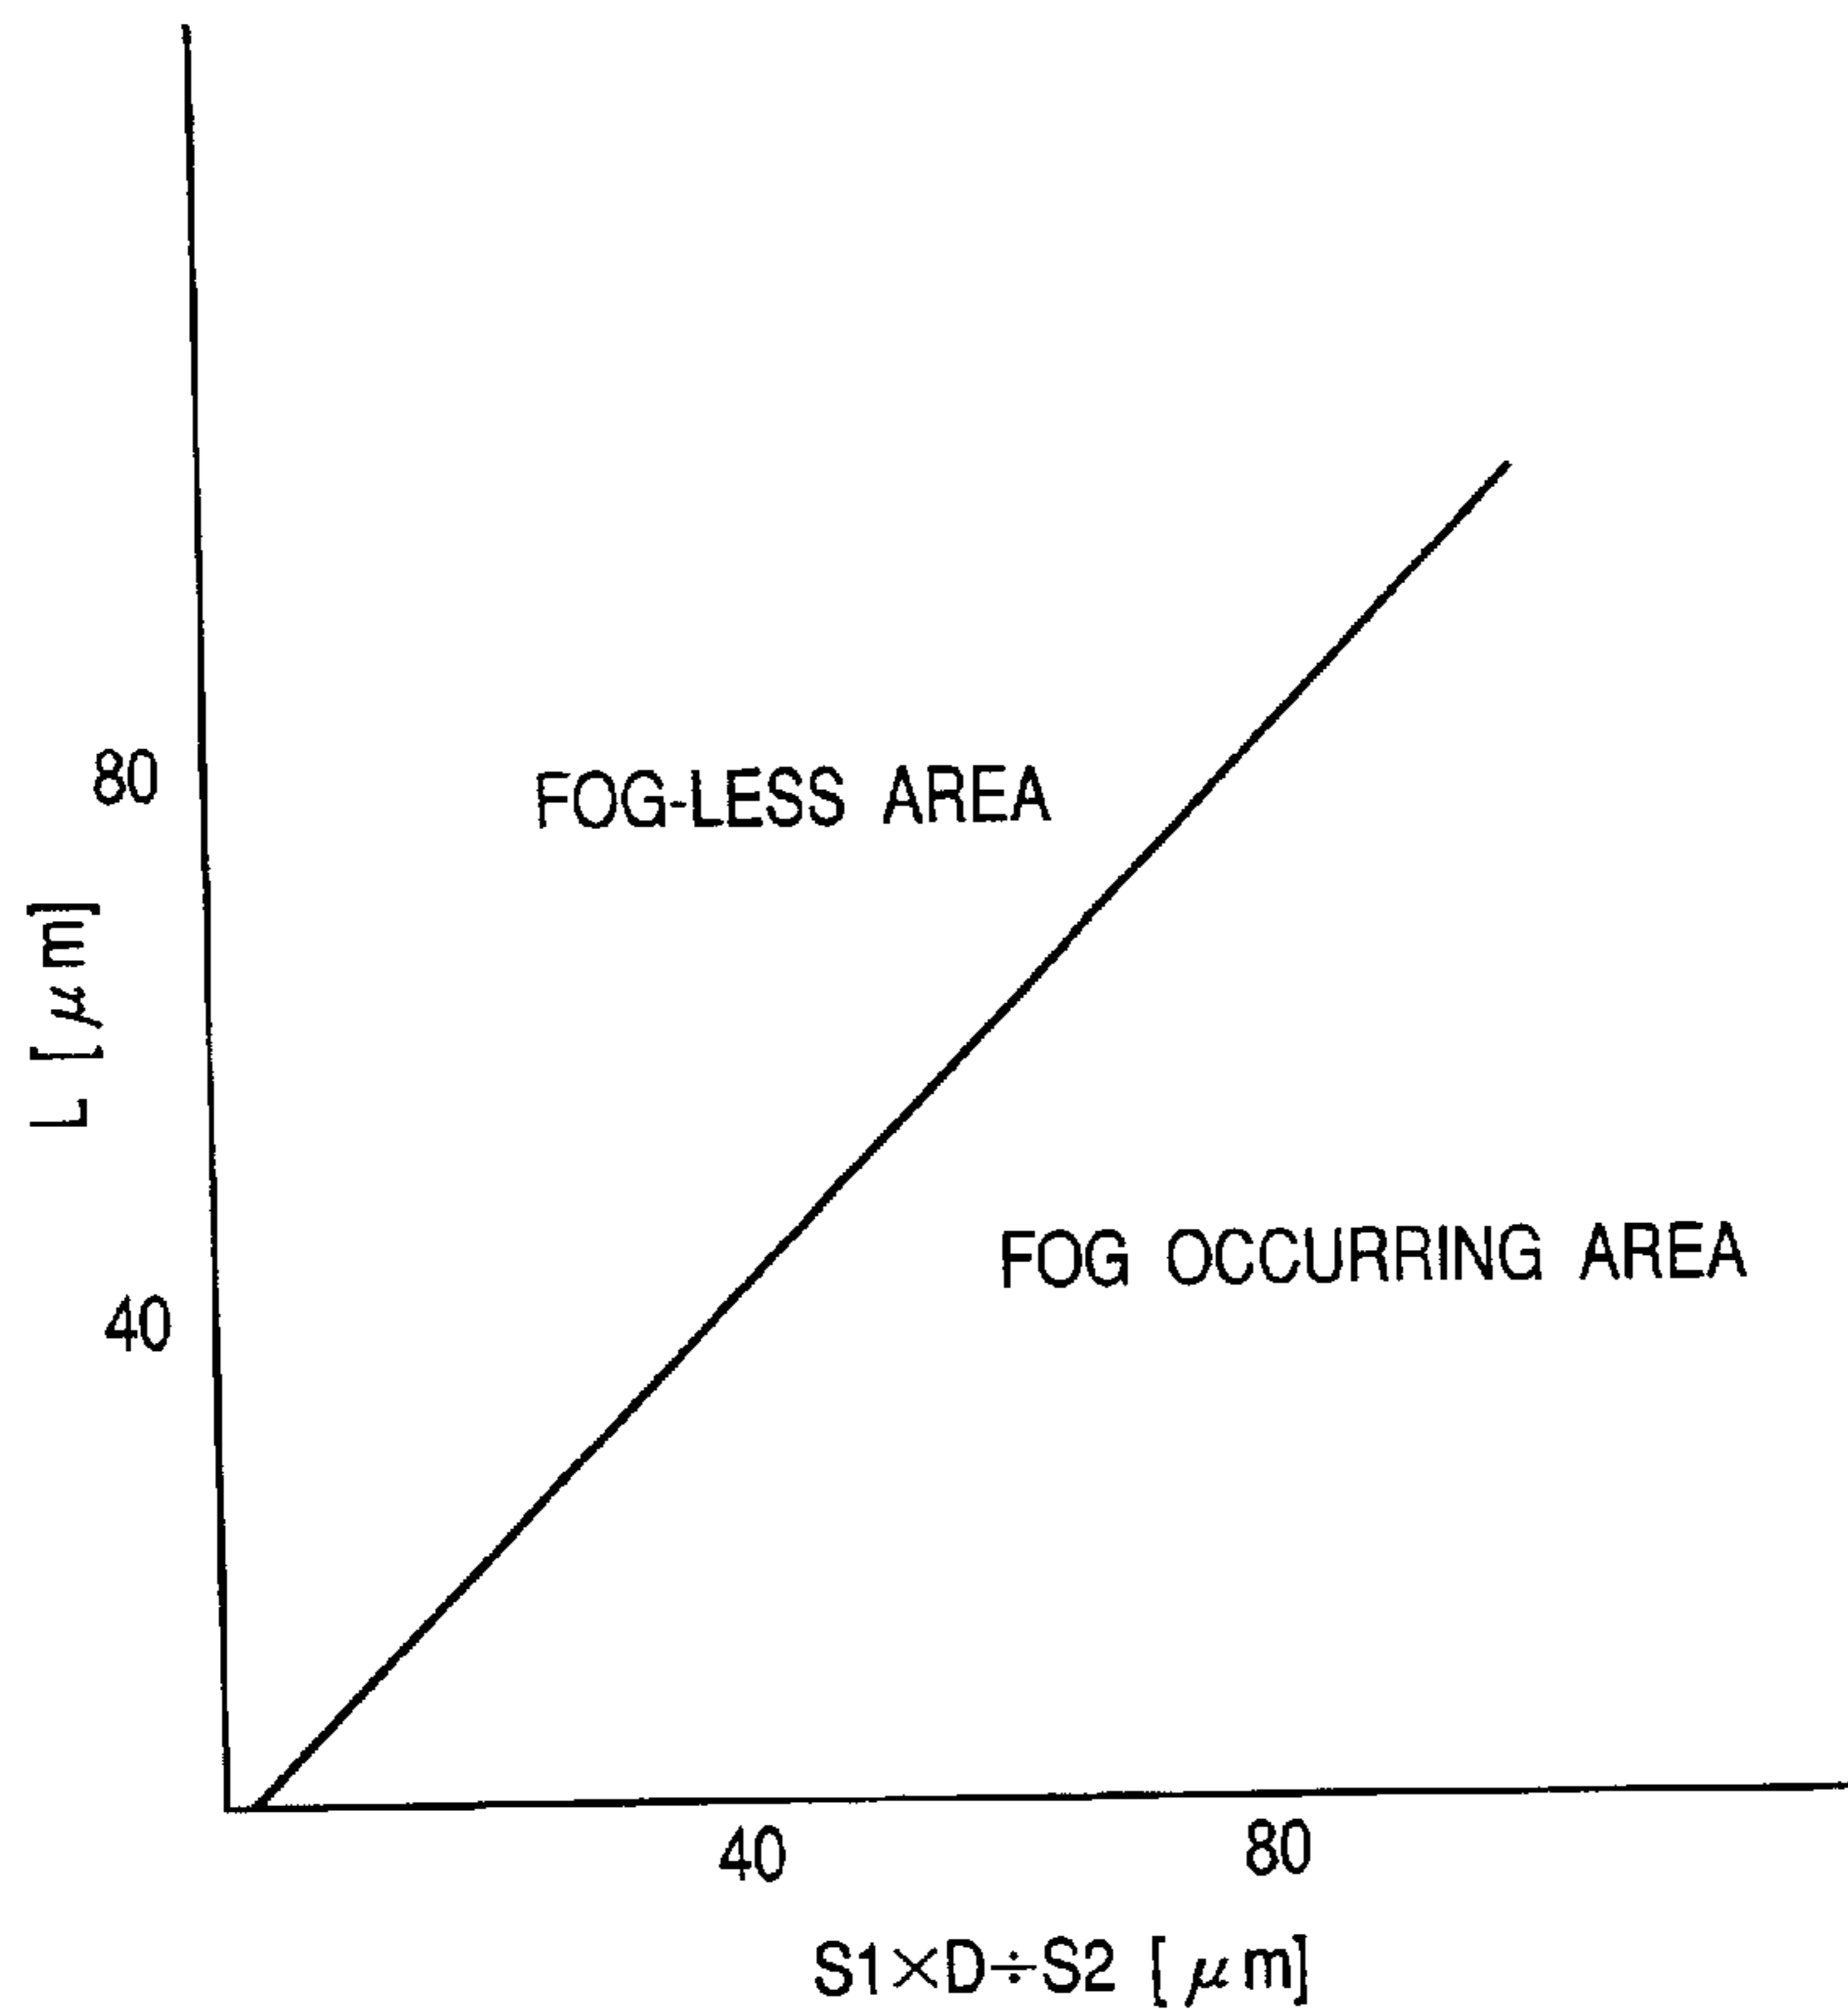 80
FOG-LESS AREA
L [μm]
FOG OCCURRING AREA
40
40 80
S1×D÷S2 [μm]